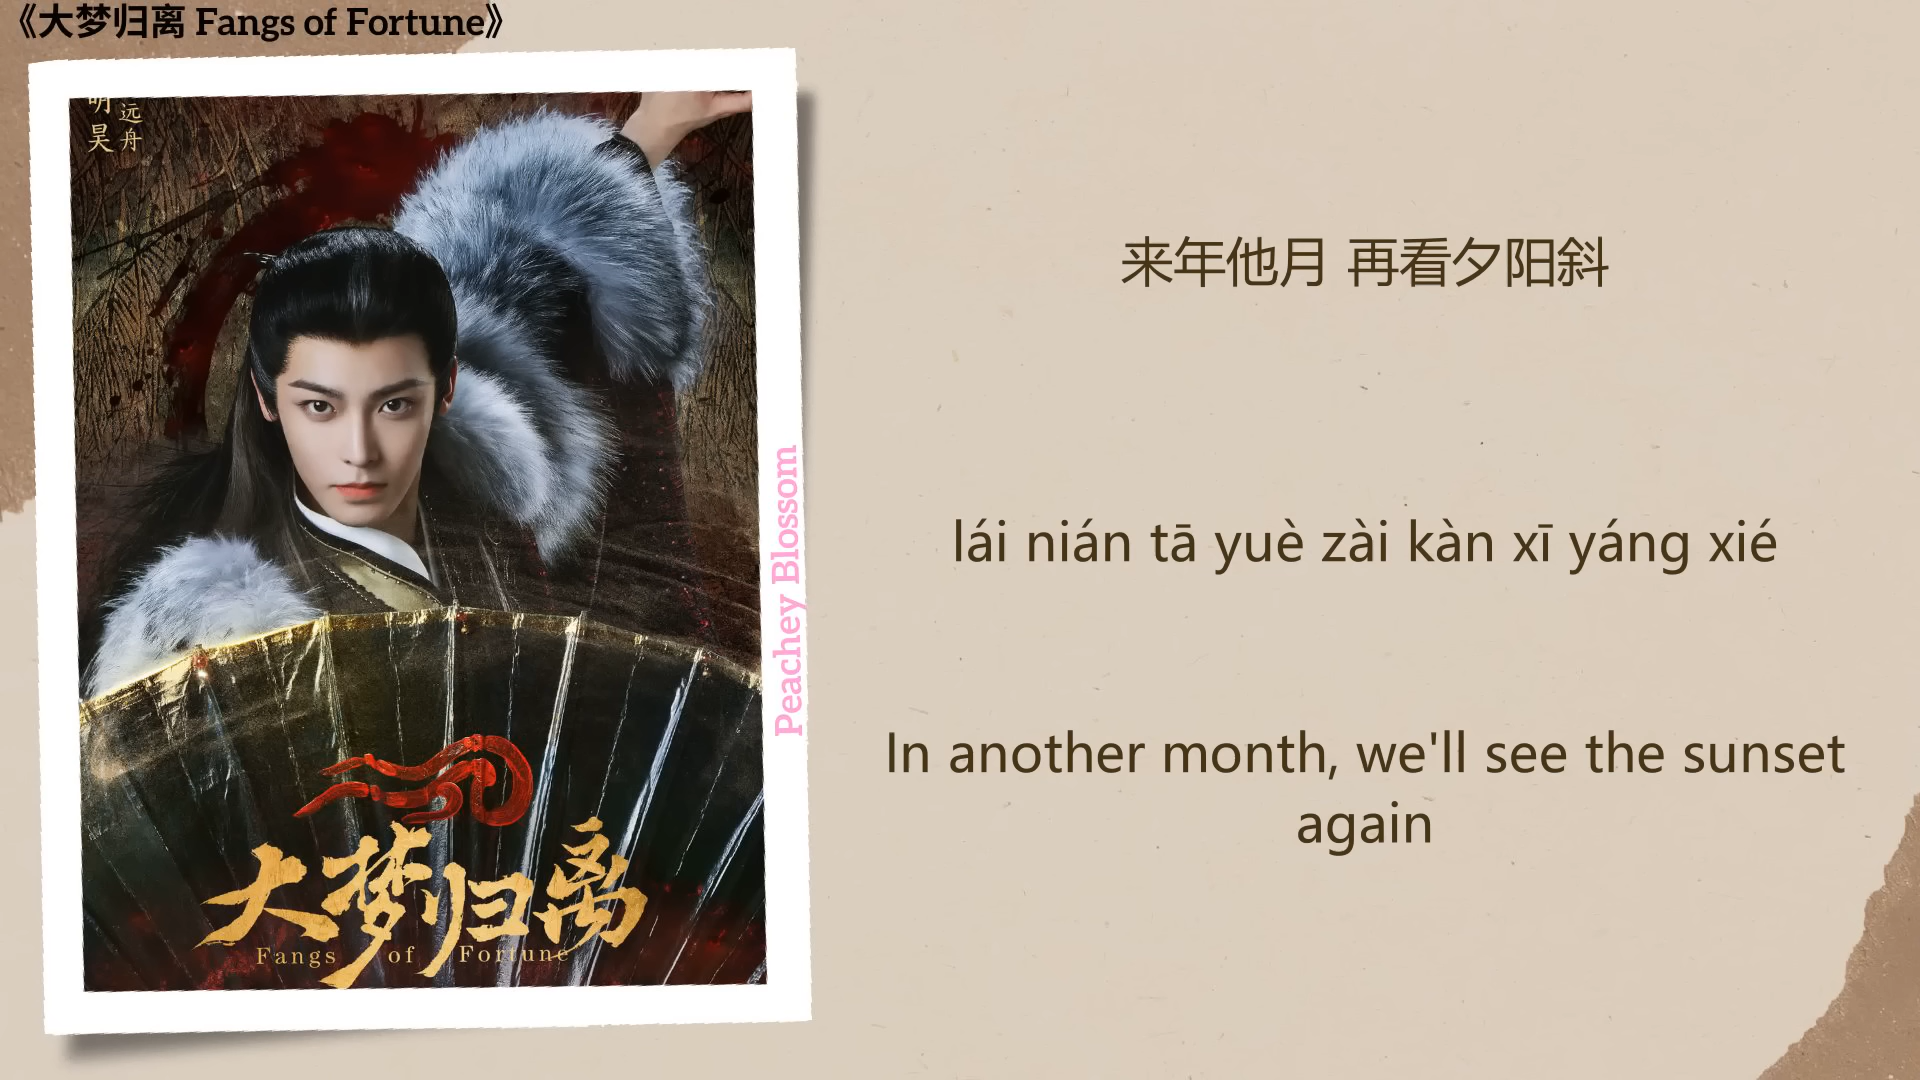 《大梦归离 Fangs of Fortune》
明昊
远舟
来年他月 再看夕阳斜
lái nián tā yuè zài kàn xī yáng xié
In another month, we'll see the sunset
again
Peachey Blossom
大梦归离
Fangs of Fortune